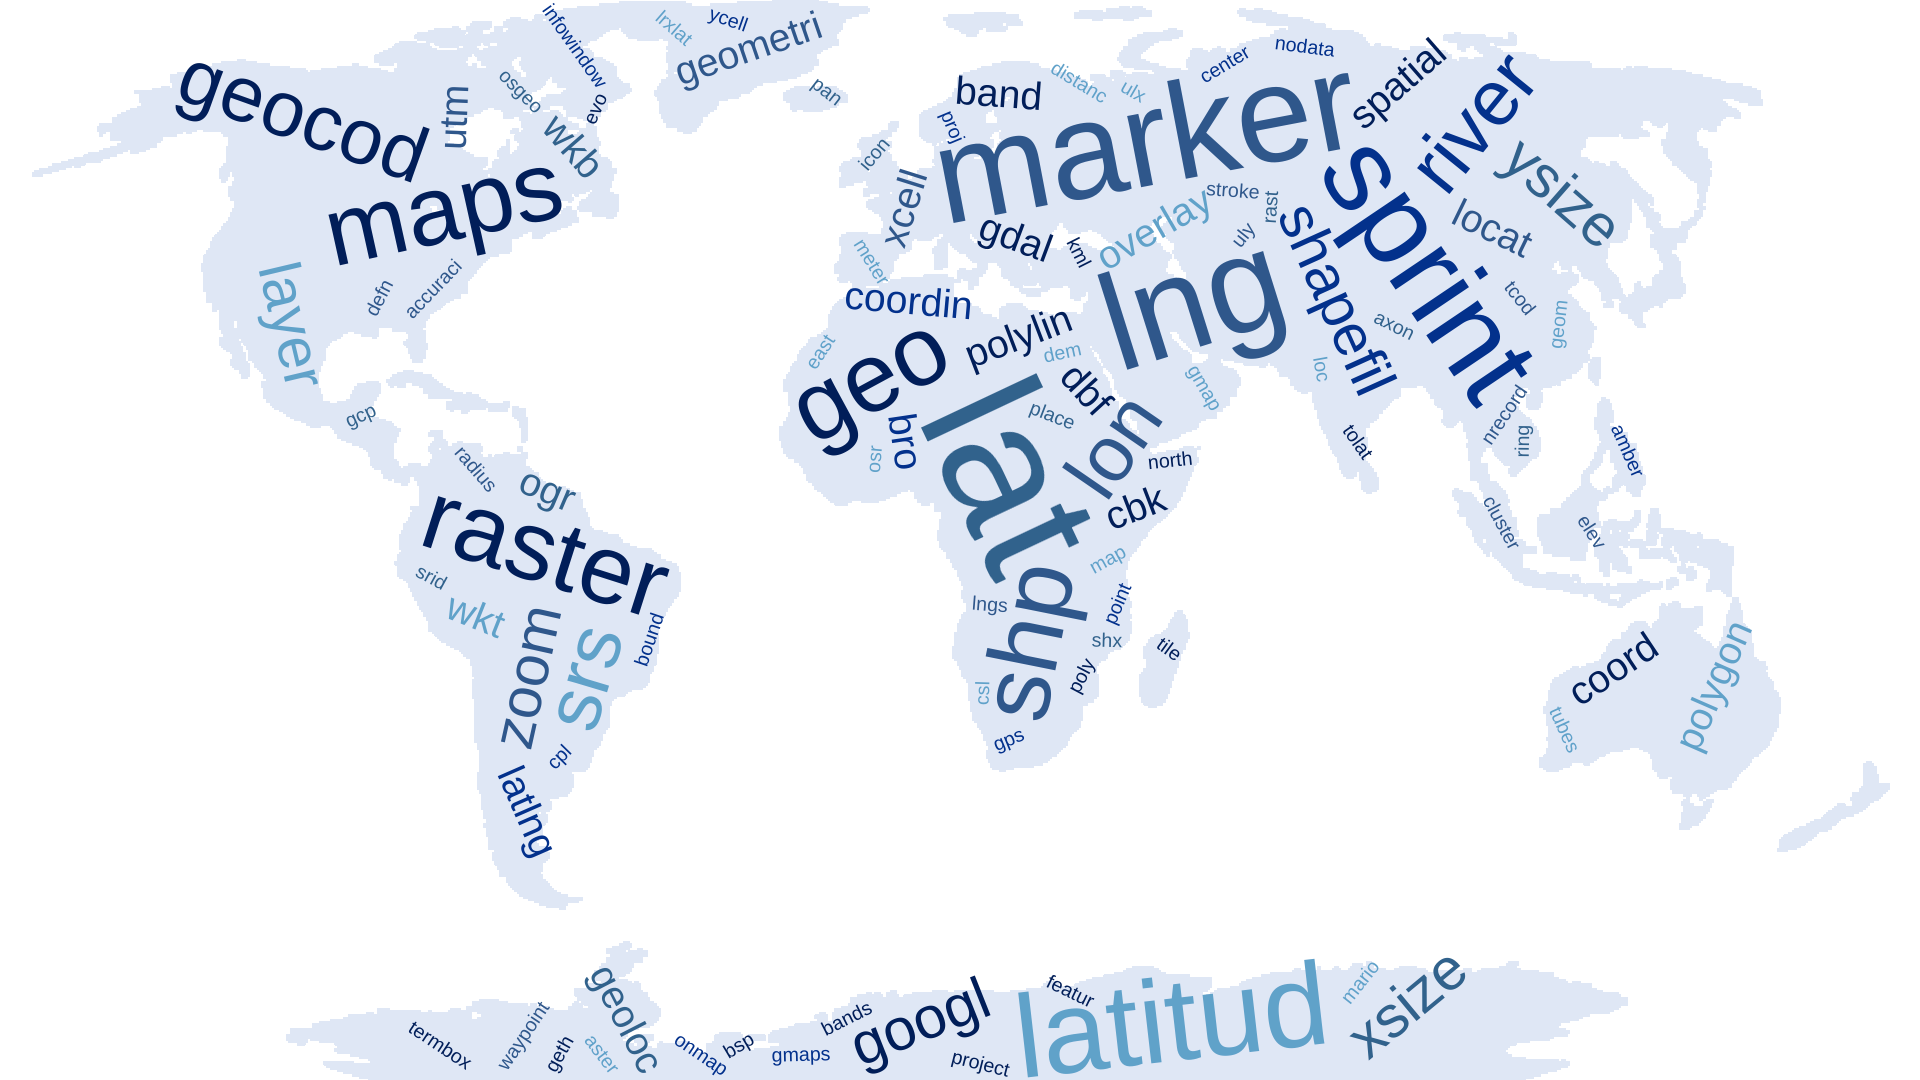 infowindow
lrxlat
ycell
geometri
pan
geocod
utm
osgeo
evo
wkb
maps
layer
defn
accuraci
gcp
radius
ogr
raster
srid
wkt
zoom
srs
bound
cpl
latlng
icon
proj
band
distanc
ulx
center
nodata
spatial
marker
river
ysize
xcell
meter
gdal
kml
overlay
stroke
rast
uly
sprint
locat
shapefil
lng
coordin
polylin
east
geo
dem
dbf
gmap
loc
axon
tcod
geom
bro
osr
lat
place
lon
north
cbk
tolat
nrecord
ring
amber
cluster
elev
map
lngs
shp
point
shx
poly
tile
csl
gps
coord
polygon
tubes
termbox
waypoint
geth
aster
geoloc
onmap
bsp
gmaps
bands
googl
project
featur
latitud
mario
xsize